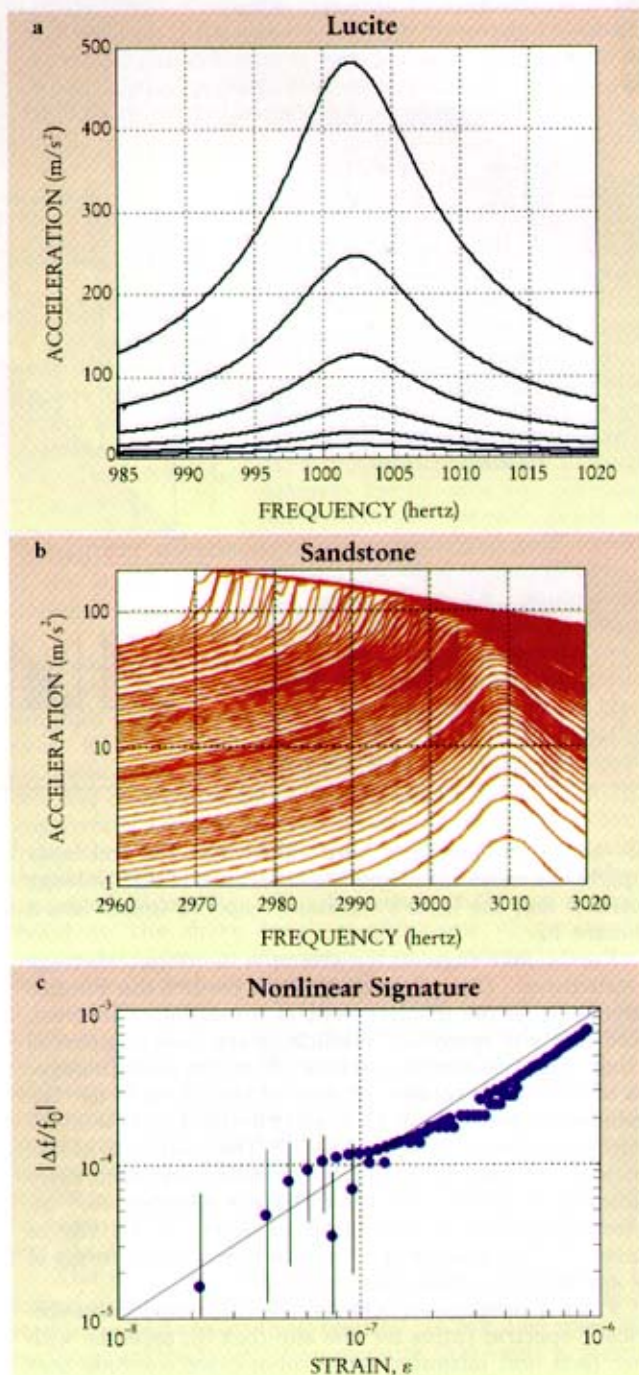 a Lucite
500
400
300
200
100
0
ACCELERATION (m/s²)
985 990 995 1000 1005 1010 1015 1020
FREQUENCY (hertz)
b Sandstone
100
10
1
ACCELERATION (m/s²)
2960 2970 2980 2990 3000 3010 3020
FREQUENCY (hertz)
c Nonlinear Signature
10⁻³
10⁻⁴
10⁻⁵
|Δf/f₀|
10⁻⁸ 10⁻⁷ 10⁻⁶
STRAIN, ε